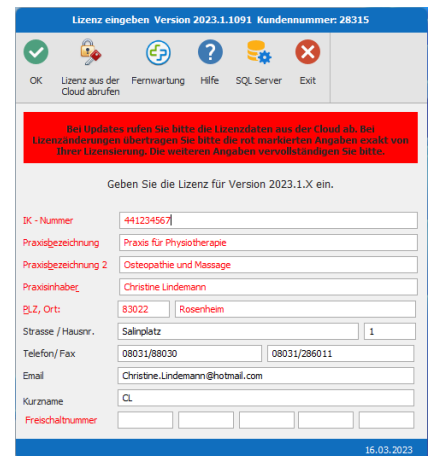 Lizenz eingeben Version 2023.1.1091 Kundennummer: 28315
OK Lizenz aus der Cloud abrufen Fernwartung Hilfe SQL Server Exit
Bei Updates rufen Sie bitte die Lizenzdaten aus der Cloud ab. Bei
Lizenzänderungen übertragen Sie bitte die rot markierten Angaben exakt von
Ihrer Lizensierung. Die weiteren Angaben vervollständigen Sie bitte.
Geben Sie die Lizenz für Version 2023.1.X ein.
IK - Nummer 441234567
Praxisbezeichnung Praxis für Physiotherapie
Praxisbezeichnung 2 Osteopathie und Massage
Praxisinhaber Christine Lindemann
PLZ, Ort: 83022 Rosenheim
Strasse / Hausnr. Salinplatz 1
Telefon/ Fax 08031/88030 08031/286011
Email Christine.Lindemann@hotmail.com
Kurzname CL
Freischaltnummer
16.03.2023